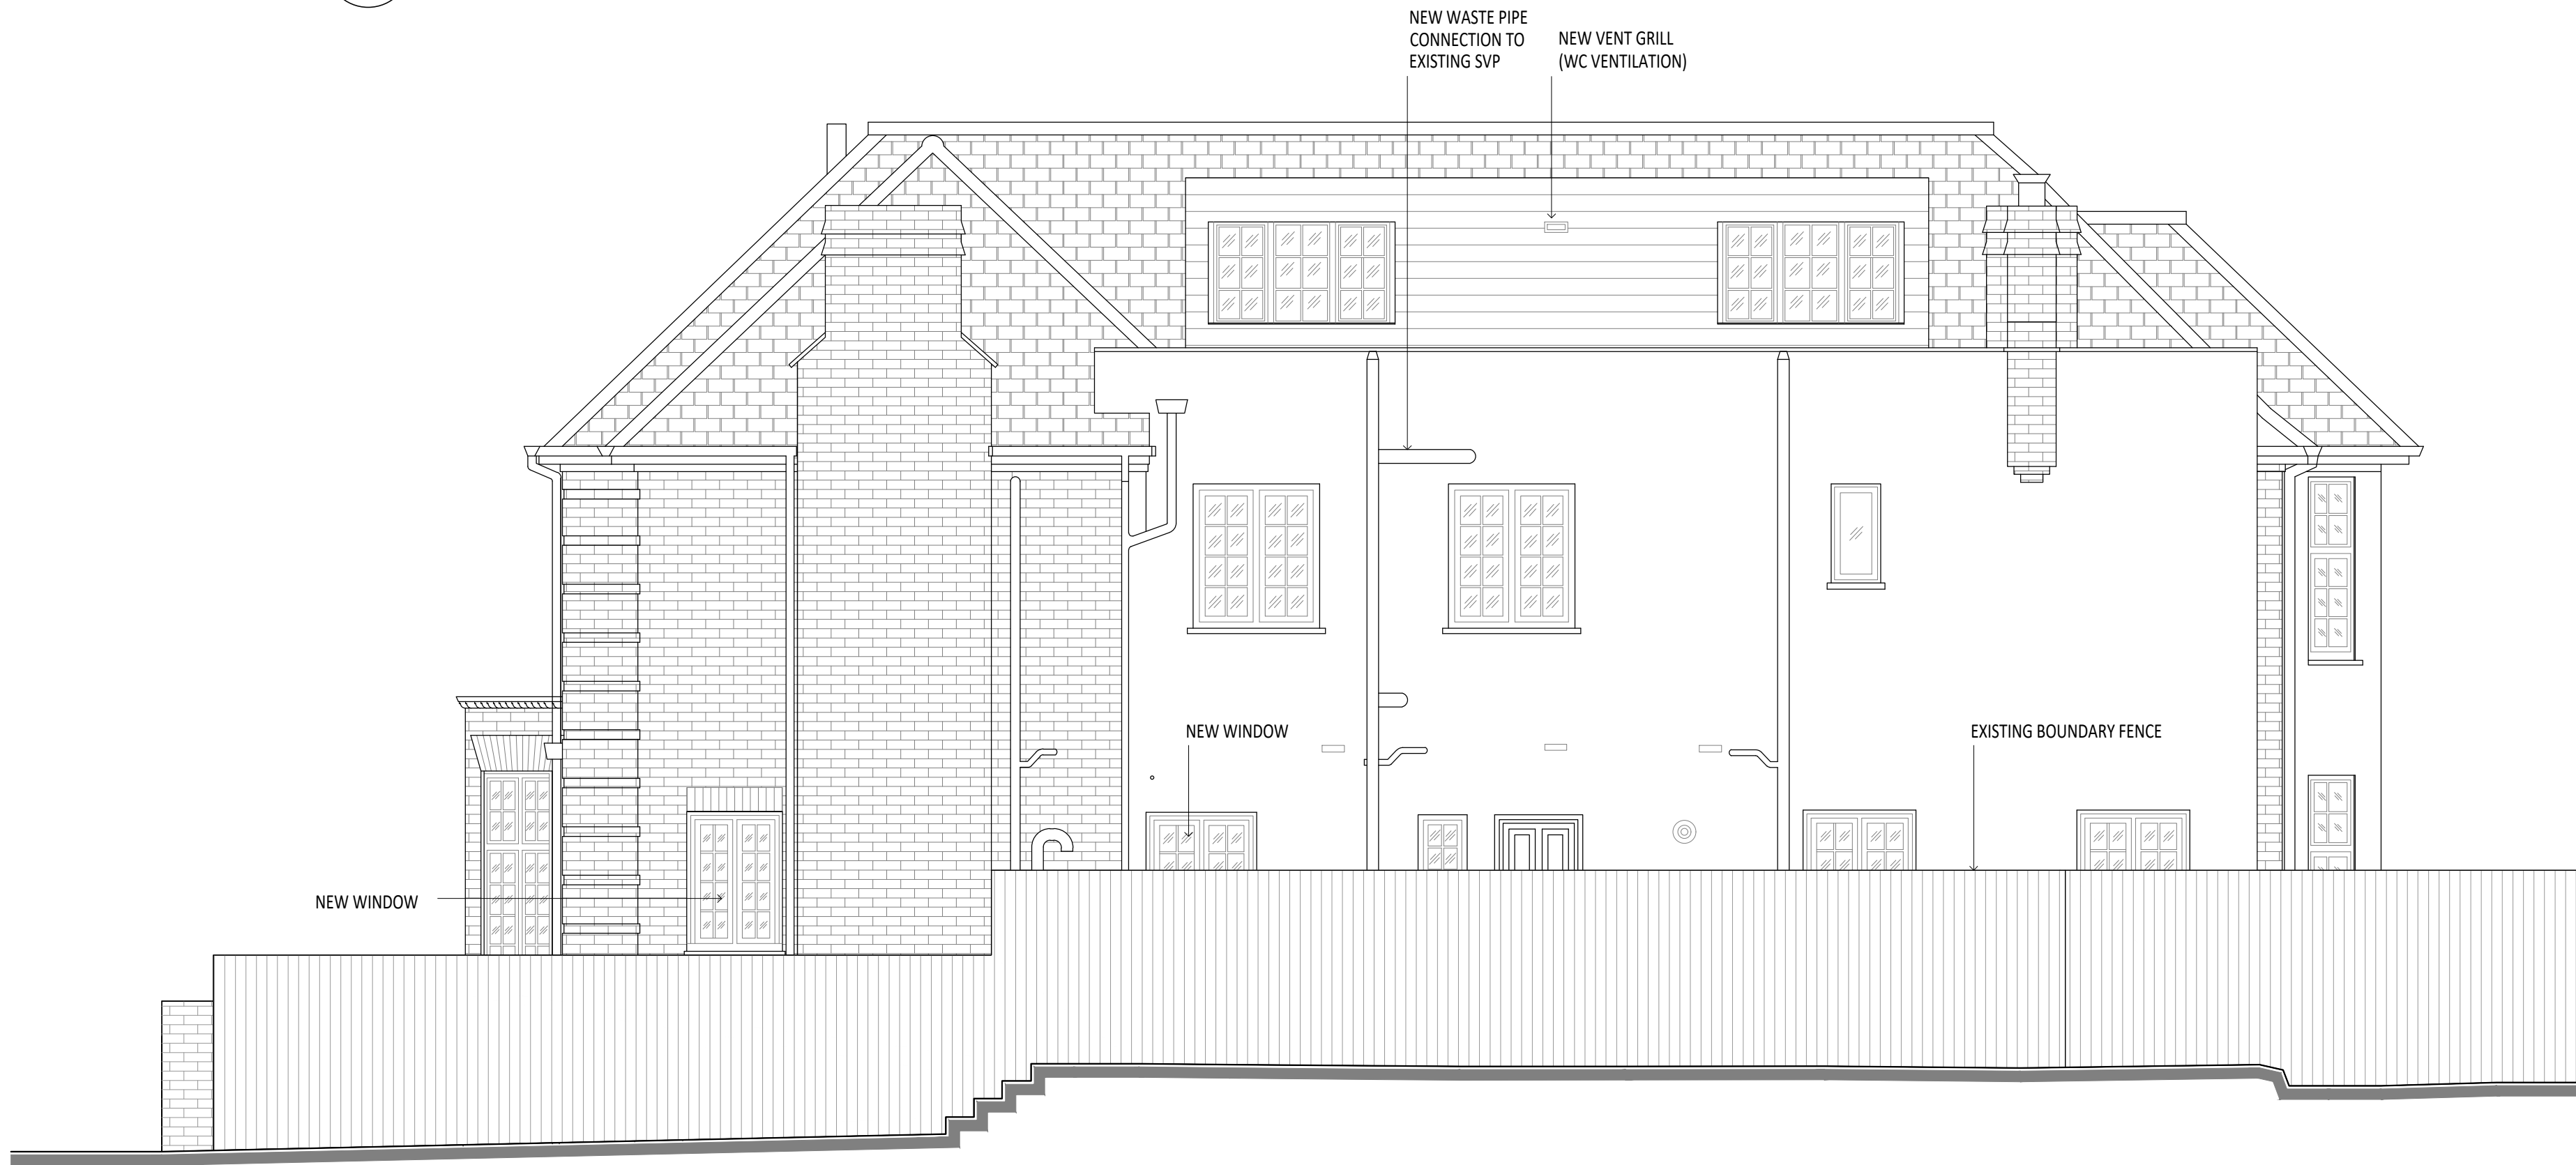 NEW WASTE PIPE
CONNECTION TO
EXISTING SVP
NEW VENT GRILL
(WC VENTILATION)
NEW WINDOW
EXISTING BOUNDARY FENCE
NEW WINDOW